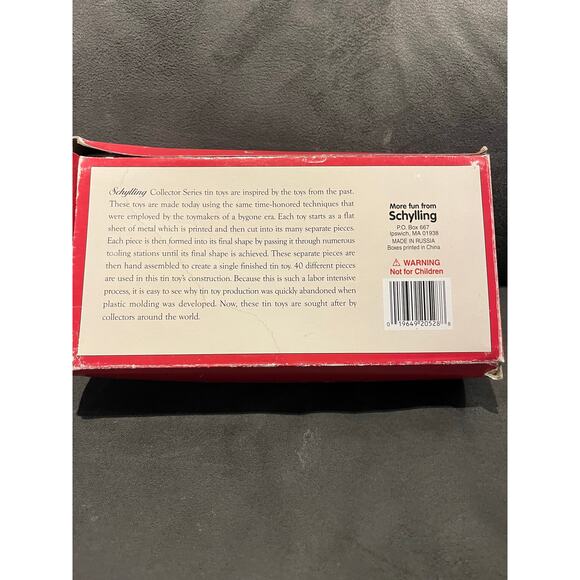 Schylling Collector Series tin toys are inspired by the toys from the past.
These toys are made today using the same time-honored techniques that
were employed by the toymakers of a bygone era. Each toy starts as a flat
sheet of metal which is printed and then cut into its many separate pieces.
Each piece is then formed into its final shape by passing it through numerous
tooling stations until its final shape is achieved. These separate pieces are
then hand assembled to create a single finished tin toy. 40 different pieces
are used in this tin toy's construction. Because this is such a labor intensive
process, it is easy to see why tin toy production was quickly abandoned when
plastic molding was developed. Now, these tin toys are sought after by
collectors around the world.
More fun from
Schylling
P.O. Box 667
Ipswich, MA 01938
MADE IN RUSSIA
Boxes printed in China
⚠ WARNING
Not for Children
0 19649 20528 8